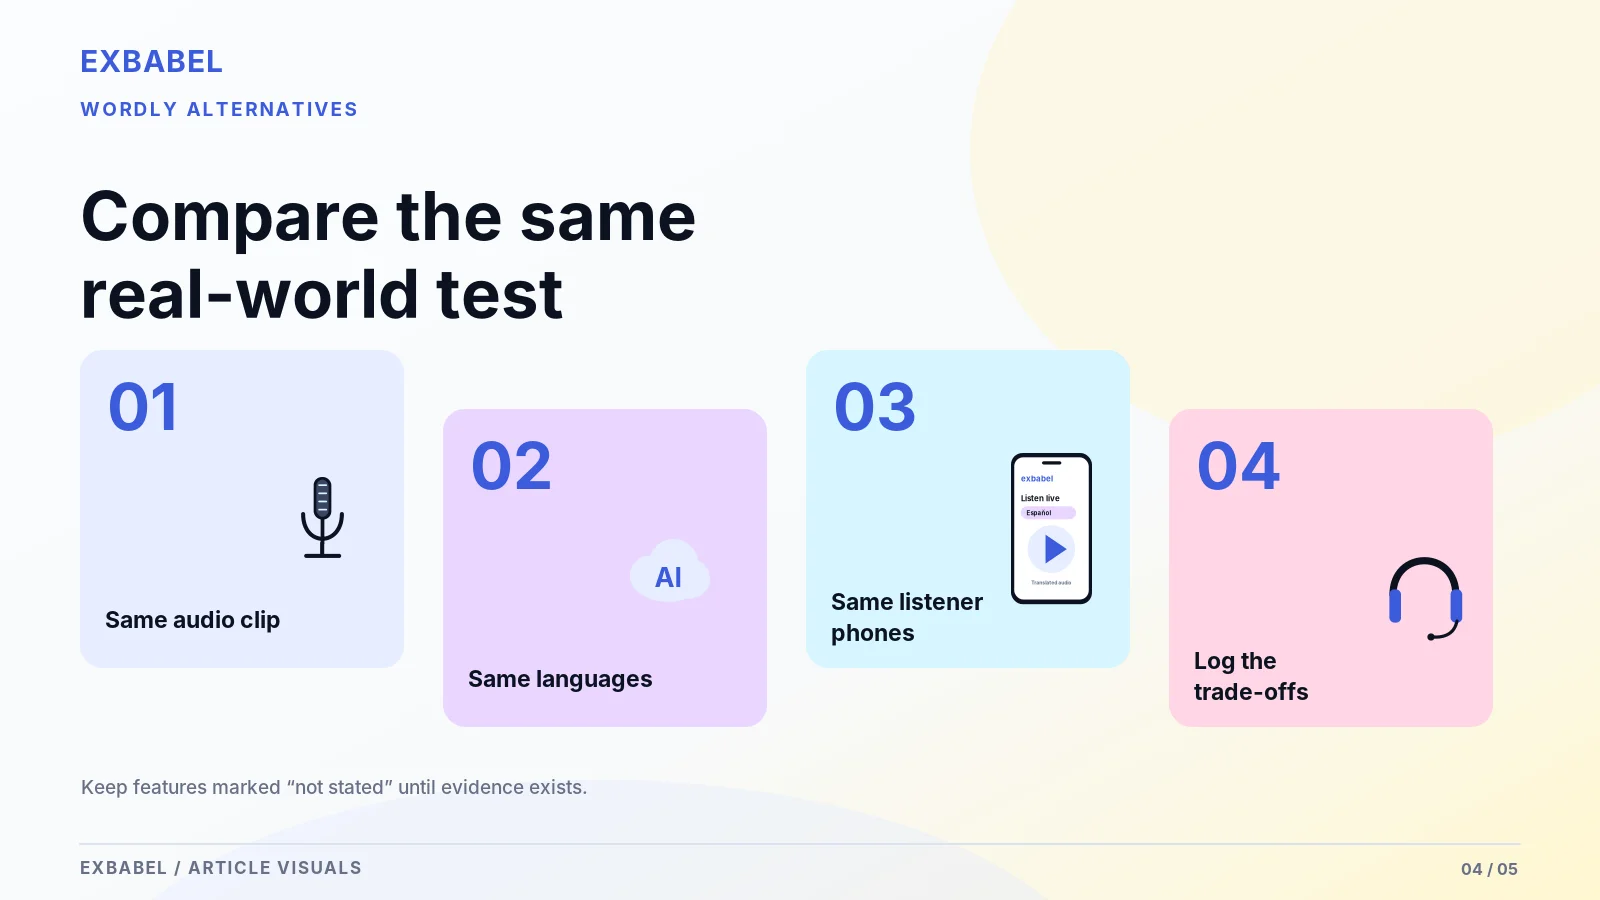 EXBABEL
WORDLY ALTERNATIVES
Compare the same
real-world test
01
Same audio clip
02
AI
Same languages
03
exbabel
Listen live
Español
Translated audio
Same listener
phones
04
Log the
trade-offs
Keep features marked “not stated” until evidence exists.
EXBABEL / ARTICLE VISUALS
04 / 05